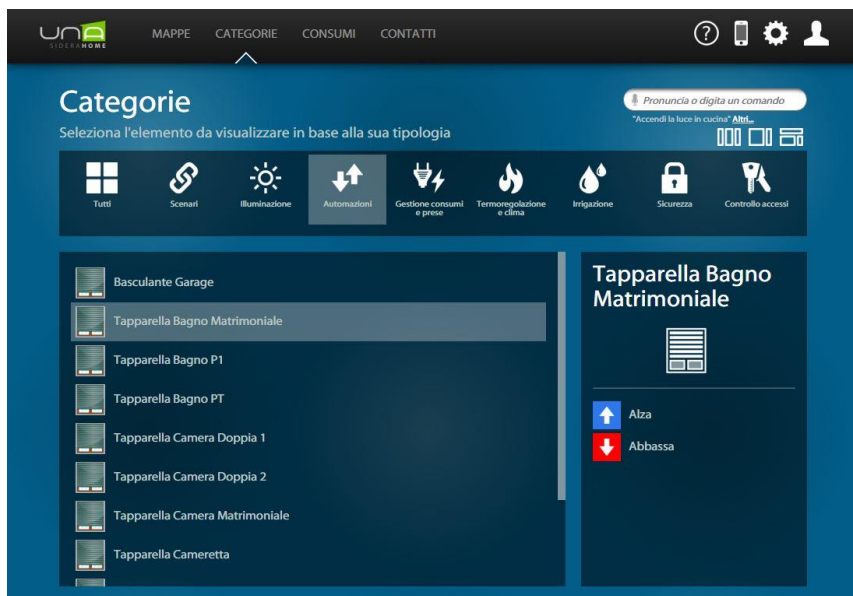 UNA
SIDERAHOME
MAPPE CATEGORIE CONSUMI CONTATTI
?
Categorie
Seleziona l'elemento da visualizzare in base alla sua tipologia
Pronuncia o digita un comando
"Accendi la luce in cucina" Altri...
Tutti
Scenari
Illuminazione
Automazioni
Gestione consumi
e prese
Termoregolazione
e clima
Irrigazione
Sicurezza
Controllo accessi
Basculante Garage
Tapparella Bagno Matrimoniale
Tapparella Bagno P1
Tapparella Bagno PT
Tapparella Camera Doppia 1
Tapparella Camera Doppia 2
Tapparella Camera Matrimoniale
Tapparella Cameretta
Tapparella Bagno
Matrimoniale
Alza
Abbassa